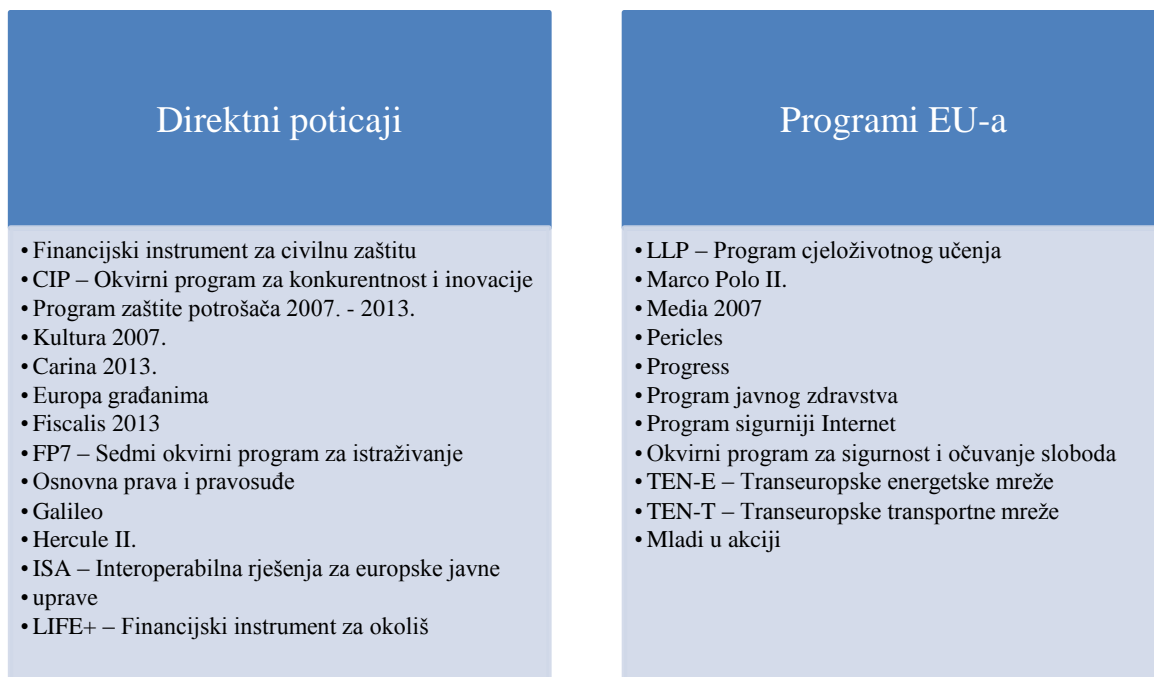 Direktni poticaji
• Financijski instrument za civilnu zaštitu
• CIP – Okvirni program za konkurentnost i inovacije
• Program zaštite potrošača 2007. - 2013.
• Kultura 2007.
• Carina 2013.
• Europa građanima
• Fiscalis 2013
• FP7 – Sedmi okvirni program za istraživanje
• Osnovna prava i pravosuđe
• Galileo
• Hercule II.
• ISA – Interoperabilna rješenja za europske javne
• uprave
• LIFE+ – Financijski instrument za okoliš
Programi EU-a
• LLP – Program cjeloživotnog učenja
• Marco Polo II.
• Media 2007
• Pericles
• Progress
• Program javnog zdravstva
• Program sigurniji Internet
• Okvirni program za sigurnost i očuvanje sloboda
• TEN-E – Transeuropske energetske mreže
• TEN-T – Transeuropske transportne mreže
• Mladi u akciji